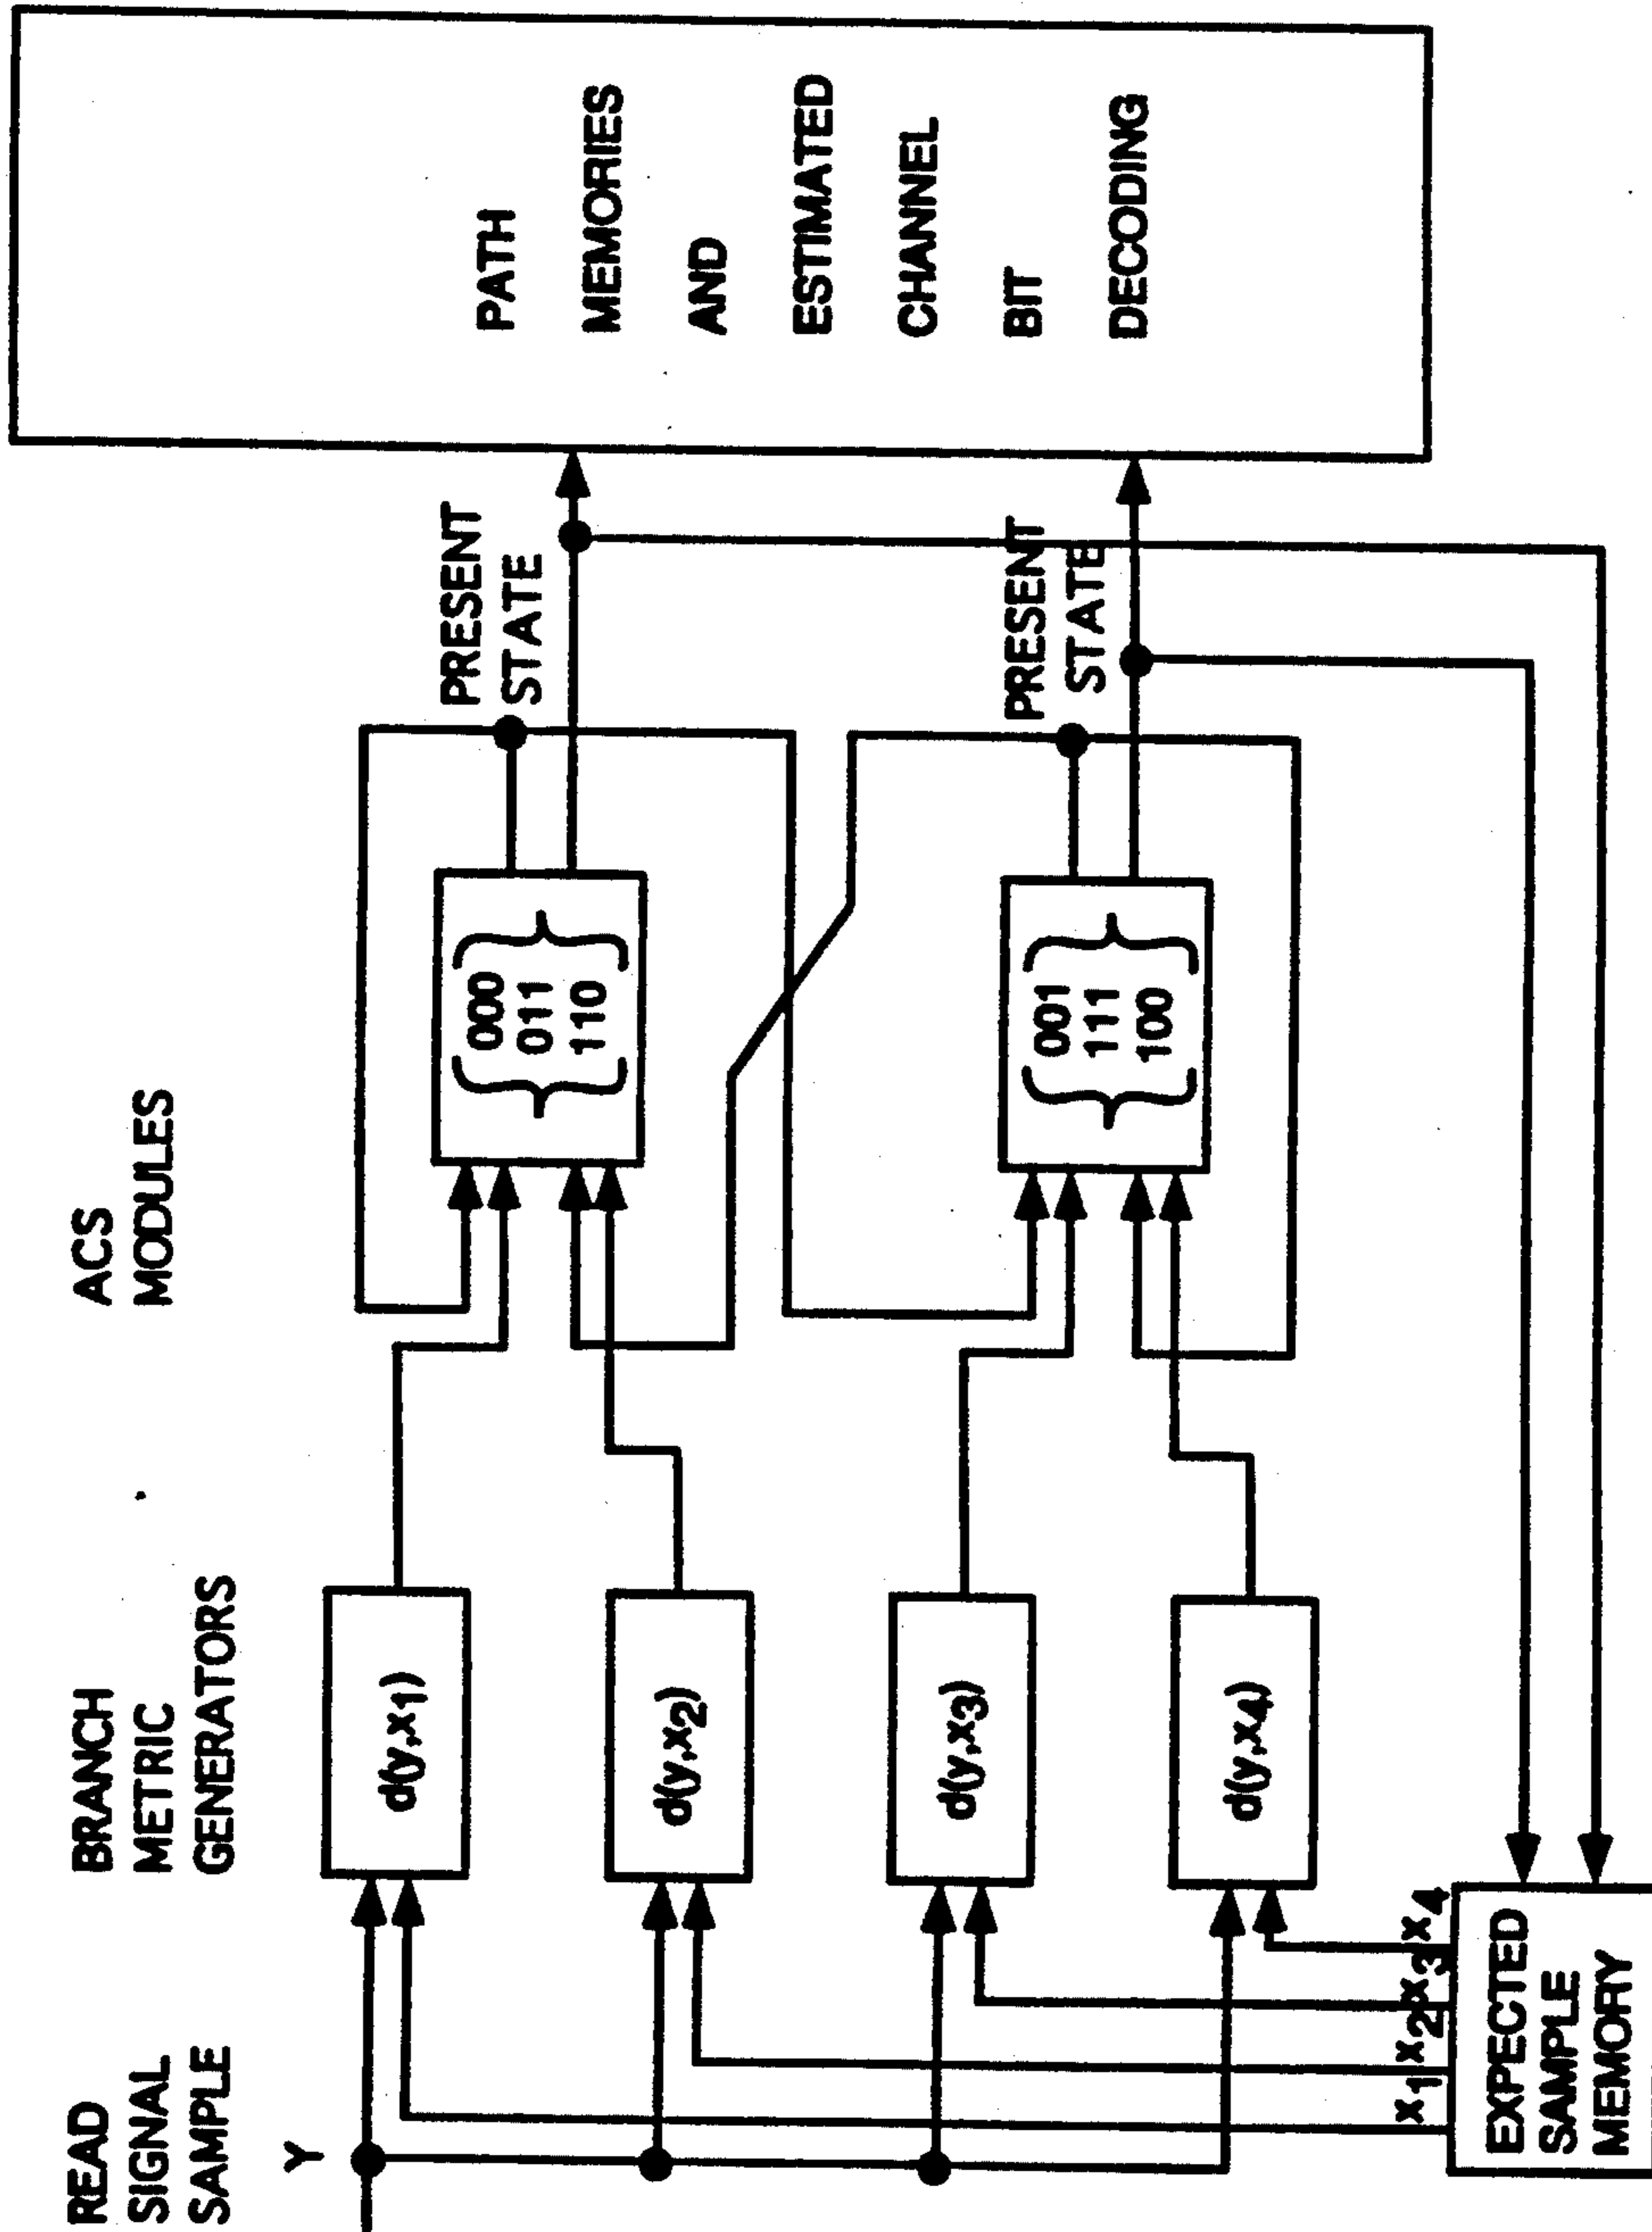 READ
SIGNAL
SAMPLE
Y
BRANCH
METRIC
GENERATORS
ACS
MODULES
d(y,x₁)
d(y,x₂)
d(y,x₃)
d(y,x₄)
000
011
110
001
111
100
PRESENT
STATE
PRESENT
STATE
PATH
MEMORIES
AND
ESTIMATED
CHANNEL
BIT
DECODING
x₁ x₂ x₃ x₄
EXPECTED
SAMPLE
MEMORY